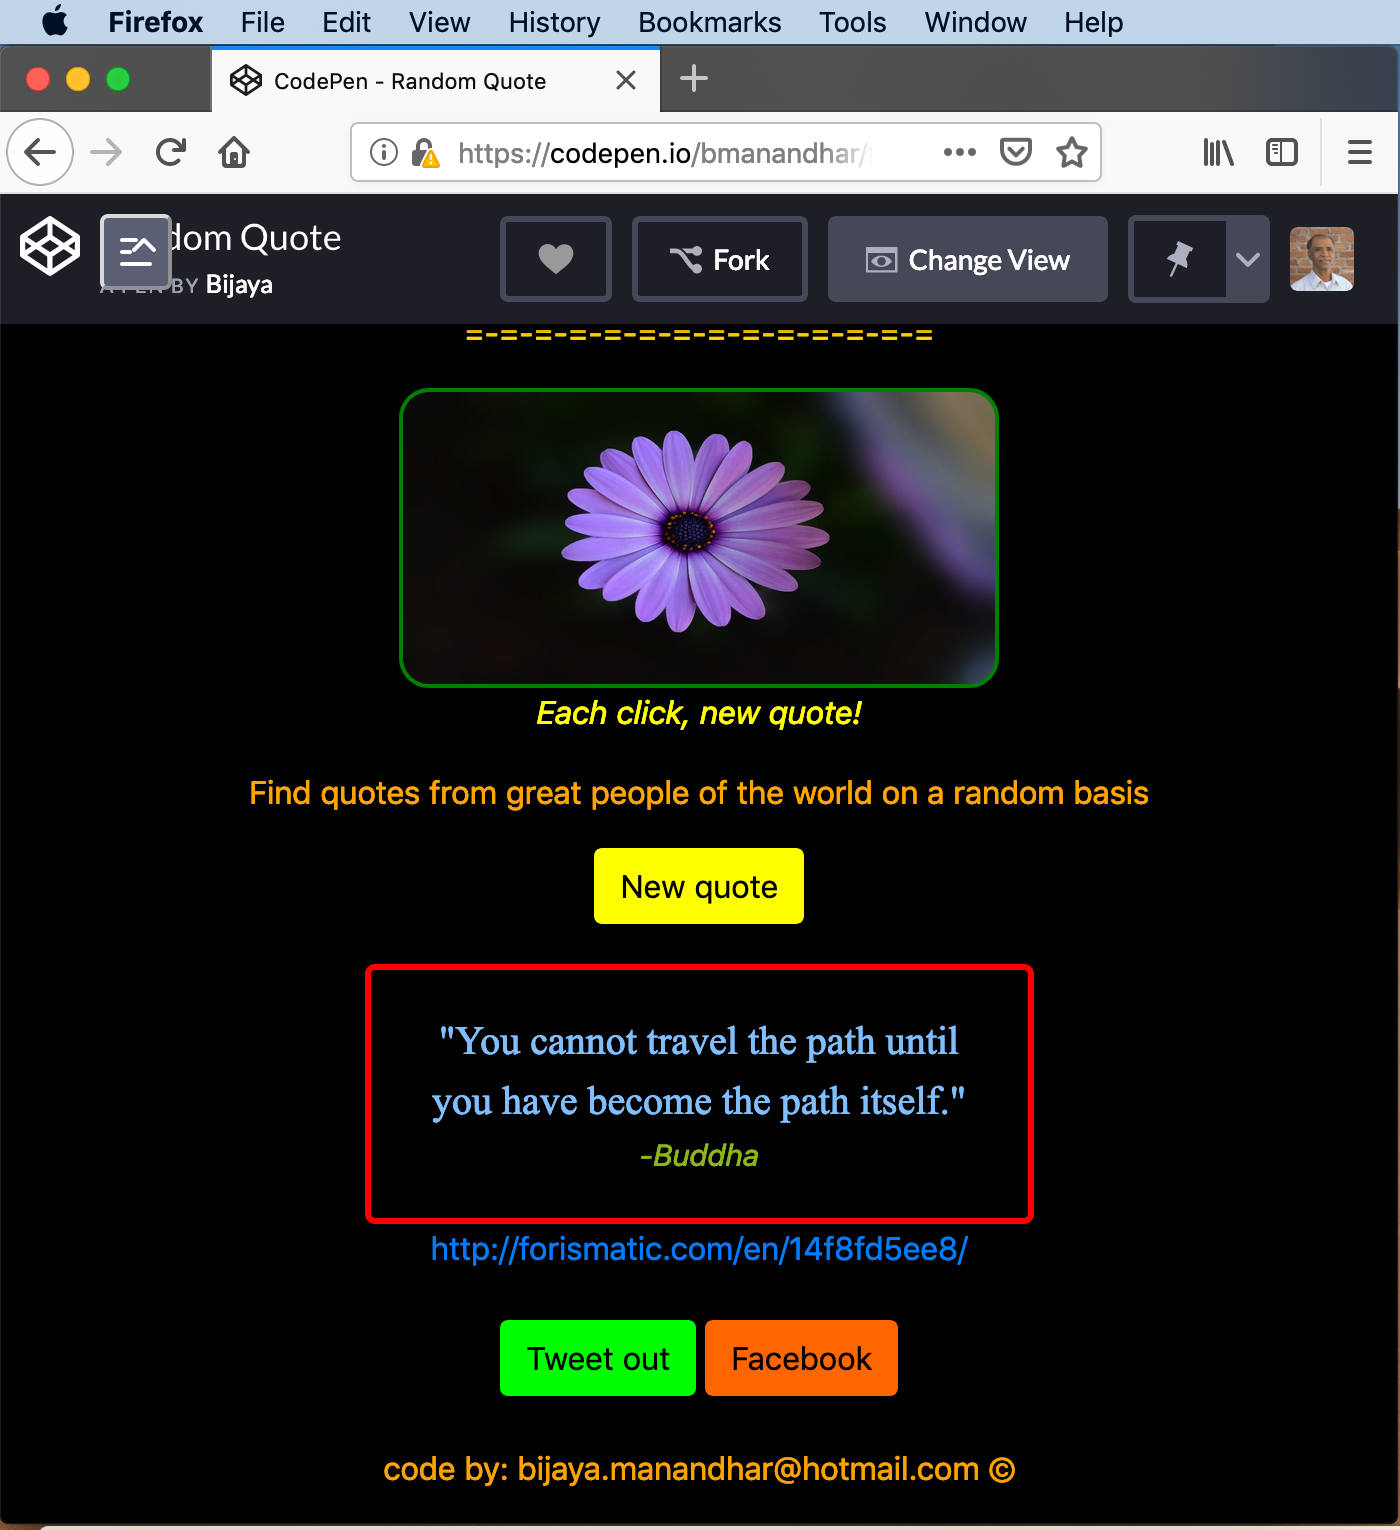 Firefox File Edit View History Bookmarks Tools Window Help
CodePen - Random Quote
https://codepen.io/bmanandhar/
dom Quote
BY Bijaya
Fork
Change View
=-=-=-=-=-=-=-=-=-=-=-=-=-=
Each click, new quote!
Find quotes from great people of the world on a random basis
New quote
"You cannot travel the path until
you have become the path itself."
-Buddha
http://forismatic.com/en/14f8fd5ee8/
Tweet out Facebook
code by: bijaya.manandhar@hotmail.com ©